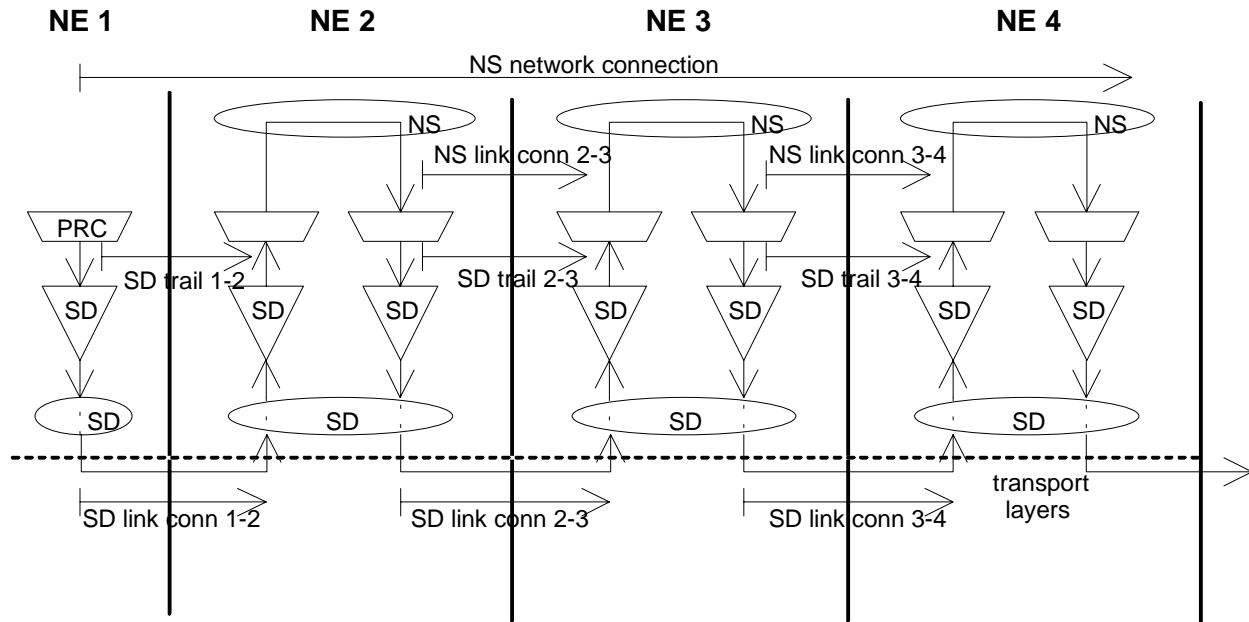 NE 1
NE 2
NE 3
NE 4
NS network connection
NS
NS
NS
NS link conn 2-3
NS link conn 3-4
PRC
SD trail 1-2
SD trail 2-3
SD trail 3-4
SD
SD
SD
SD
SD
SD
SD
SD
SD
SD
SD
transport
layers
SD link conn 1-2
SD link conn 2-3
SD link conn 3-4